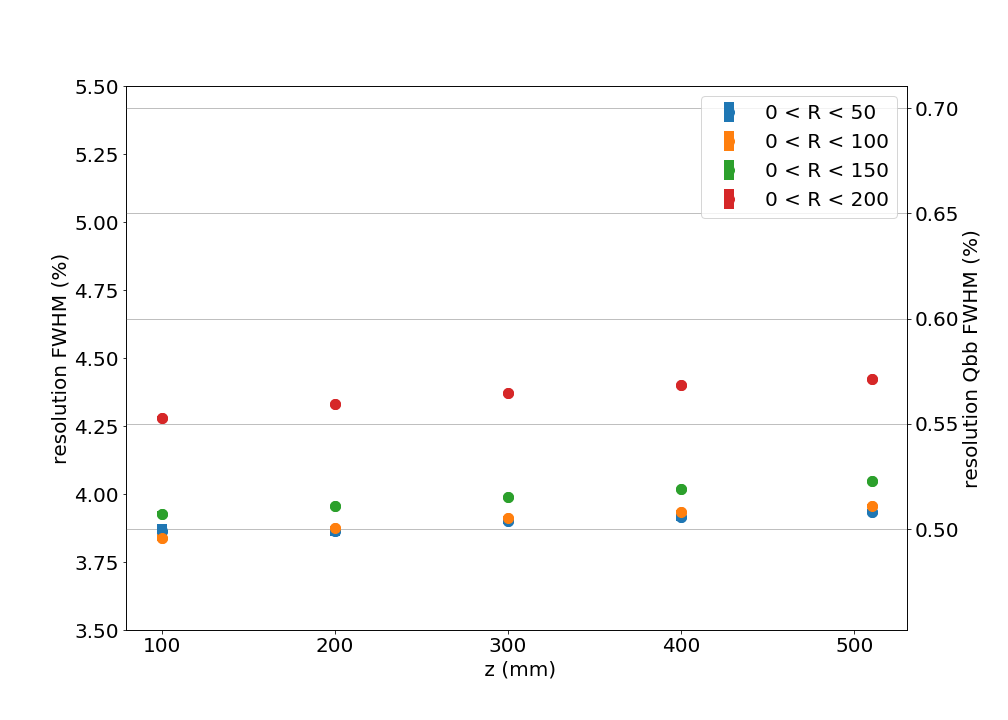 5.50
5.25
5.00
4.75
4.50
4.25
4.00
3.75
3.50
resolution FWHM (%)
100
200
300
400
500
z (mm)
0 < R < 50
0 < R < 100
0 < R < 150
0 < R < 200
0.70
0.65
0.60
0.55
0.50
resolution Qbb FWHM (%)